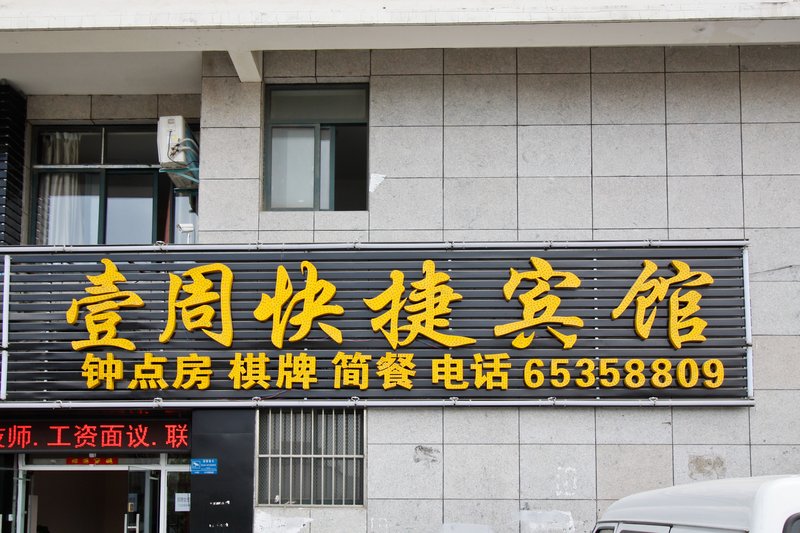 壹周快捷宾馆
钟点房 棋牌 简餐 电话 65358809
师.工资面议.联